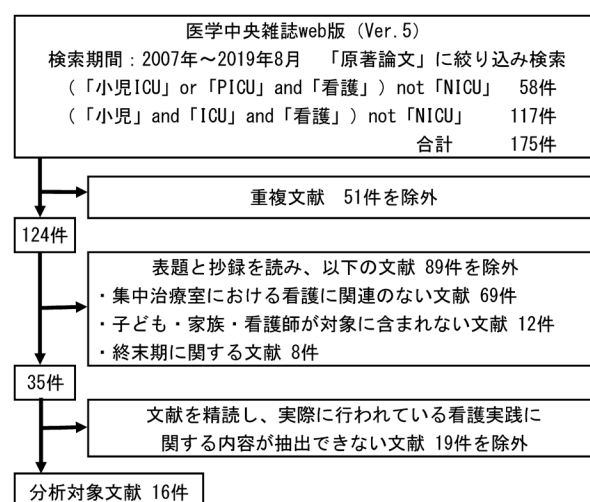 医学中央雑誌web版（Ver.5）
検索期間：2007年～2019年8月　「原著論文」に絞り込み検索
(「小児ICU」or「PICU」and「看護」）not「NICU」　58件
(「小児」and「ICU」and「看護」）not「NICU」　117件
合計　175件
重複文献　51件を除外
124件
表題と抄録を読み、以下の文献 89件を除外
・集中治療室における看護に関連のない文献 69件
・子ども・家族・看護師が対象に含まれない文献 12件
・終末期に関する文献 8件
35件
文献を精読し、実際に行われている看護実践に
関する内容が抽出できない文献 19件を除外
分析対象文献 16件